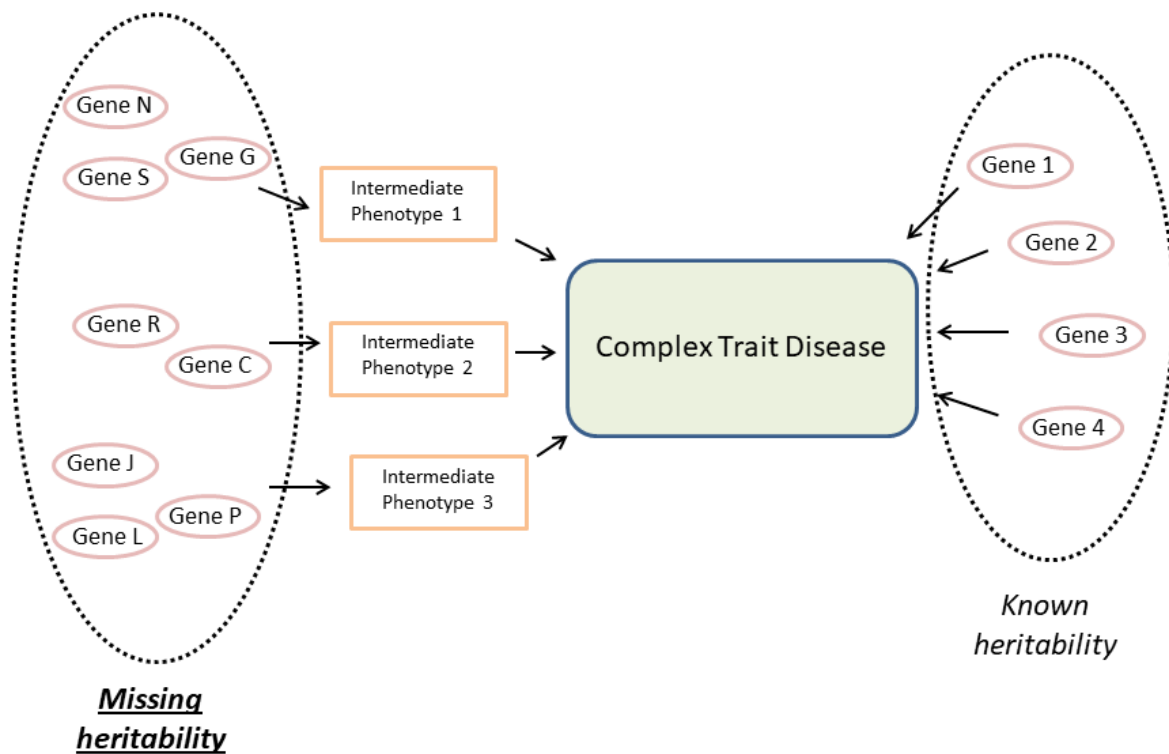 Gene N
Gene G
Gene S
Intermediate
Phenotype 1
Gene R
Gene C
Intermediate
Phenotype 2
Gene J
Gene P
Gene L
Intermediate
Phenotype 3
Complex Trait Disease
Gene 1
Gene 2
Gene 3
Gene 4
Known
heritability
Missing
heritability